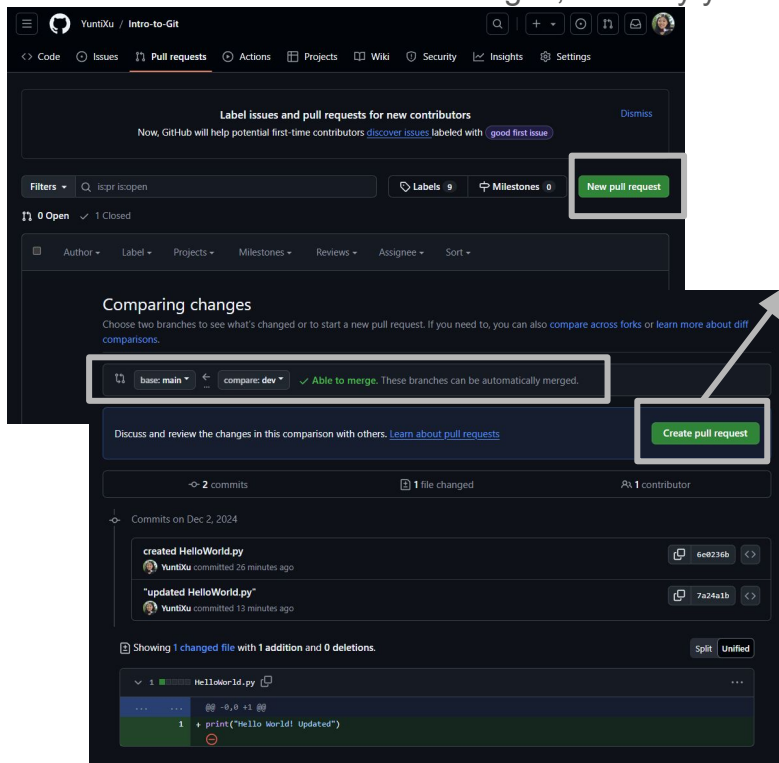 YuntiXu / Intro-to-Git
<> Code Issues Pull requests Actions Projects Wiki Security Insights Settings
Label issues and pull requests for new contributors
Dismiss
Now, GitHub will help potential first-time contributors discover issues labeled with good first issue
Filters is:pr is:open Labels 9 Milestones 0 New pull request
0 Open 1 Closed
Author Label Projects Milestones Reviews Assignee Sort
Comparing changes
Choose two branches to see what's changed or to start a new pull request. If you need to, you can also compare across forks or learn more about diff
comparisons.
base: main ← compare: dev ✓ Able to merge. These branches can be automatically merged.
...
Discuss and review the changes in this comparison with others. Learn about pull requests Create pull request
2 commits 1 file changed 1 contributor
Commits on Dec 2, 2024
created HelloWorld.py
6e0236b <>
YuntiXu committed 26 minutes ago
"updated HelloWorld.py"
7a24a1b <>
YuntiXu committed 13 minutes ago
Showing 1 changed file with 1 addition and 0 deletions. Split Unified
1 HelloWorld.py ...
... ... @@ -0,0 +1 @@
1 + print("Hello World! Updated")